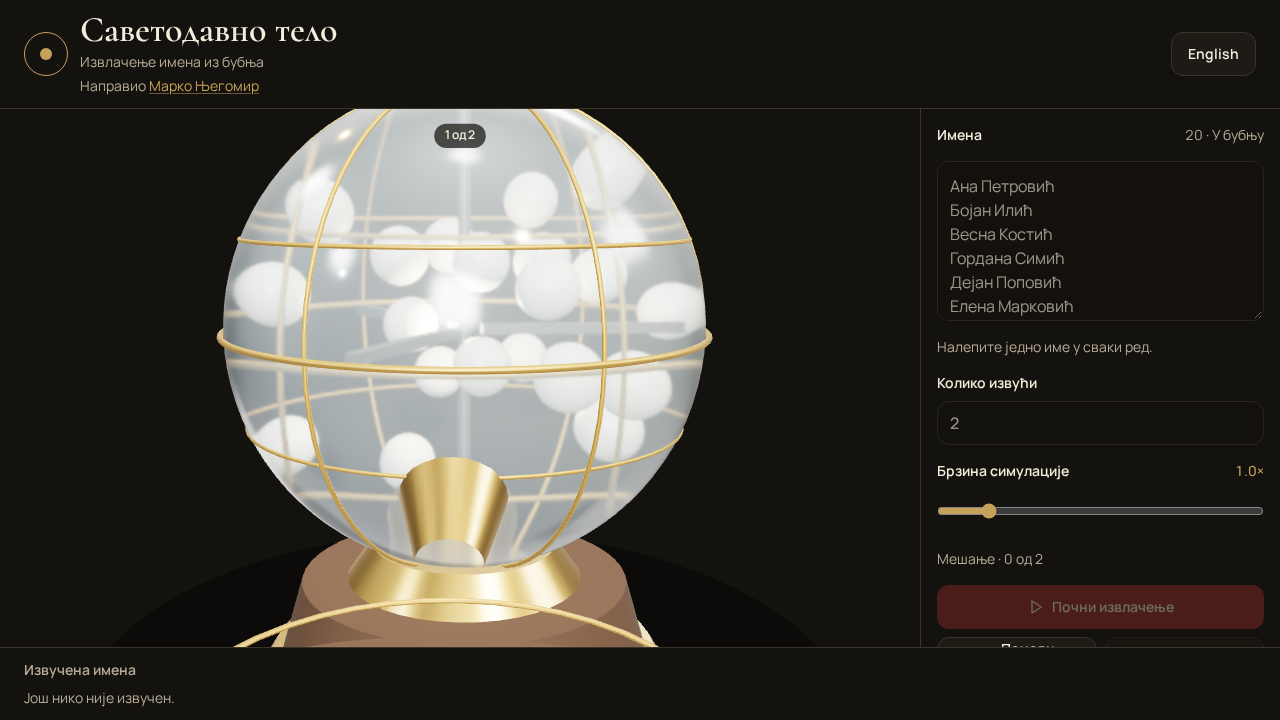 Саветодавно тело
Извлачење имена из бубња
Направио Марко Његомир
English
1 од 2
Имена
20 · У бубњу
Ана Петровић
Бојан Илић
Весна Костић
Гордана Симић
Дејан Поповић
Елена Марковић
Налепите једно име у сваки ред.
Колико извући
2
Брзина симулације
1.0×
Мешање · 0 од 2
Почни извлачење
Извучена имена
Још нико није извучен.